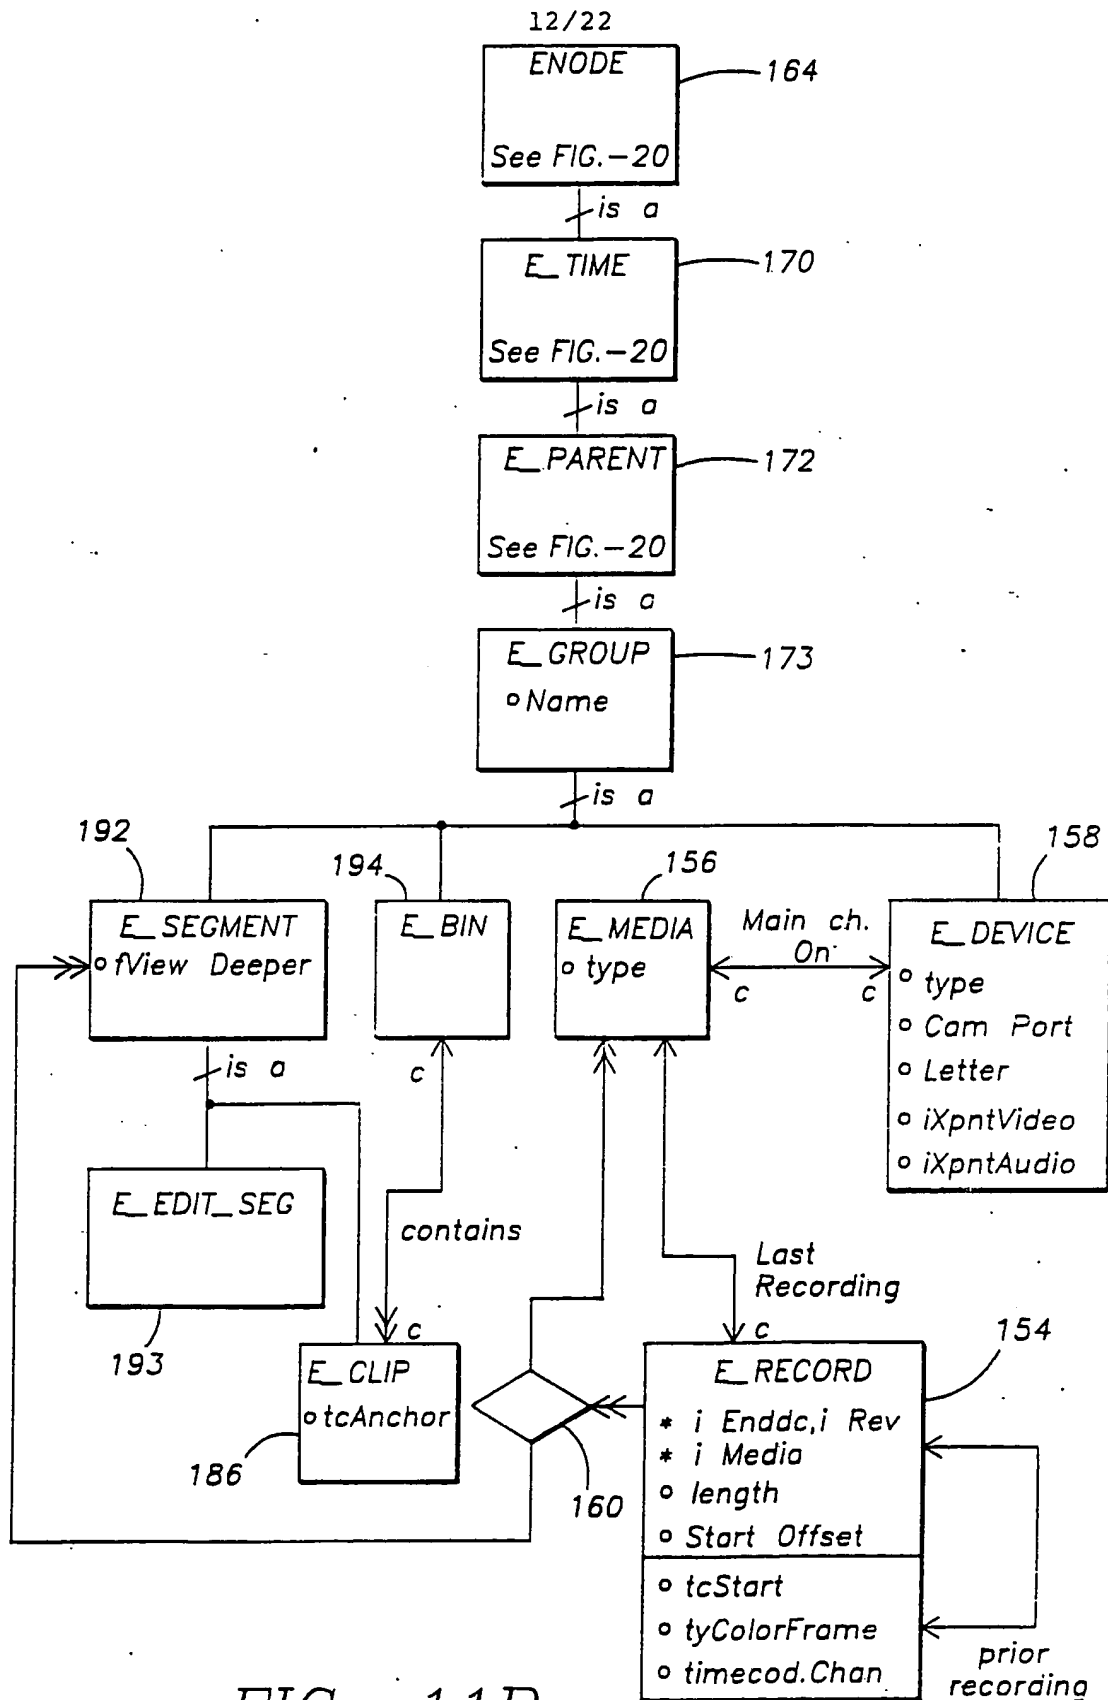 12/22
ENODE
164
See FIG.-20
is a
E_TIME
170
See FIG.-20
is a
E_PARENT
172
See FIG.-20
is a
E_GROUP
173
o Name
is a
192
194
156
158
E_SEGMENT
o fView Deeper
E_BIN
E_MEDIA
o type
Main ch.
On
c
c
E_DEVICE
o type
o Cam Port
o Letter
o iXpntVideo
o iXpntAudio
is a
c
E_EDIT_SEG
193
contains
c
Last
Recording
c
154
E_CLIP
o tcAnchor
186
160
E_RECORD
* i Enddc,i Rev
* i Media
o length
o Start Offset
o tcStart
o tyColorFrame
o timecod.Chan
prior
recording
FIG.-11B